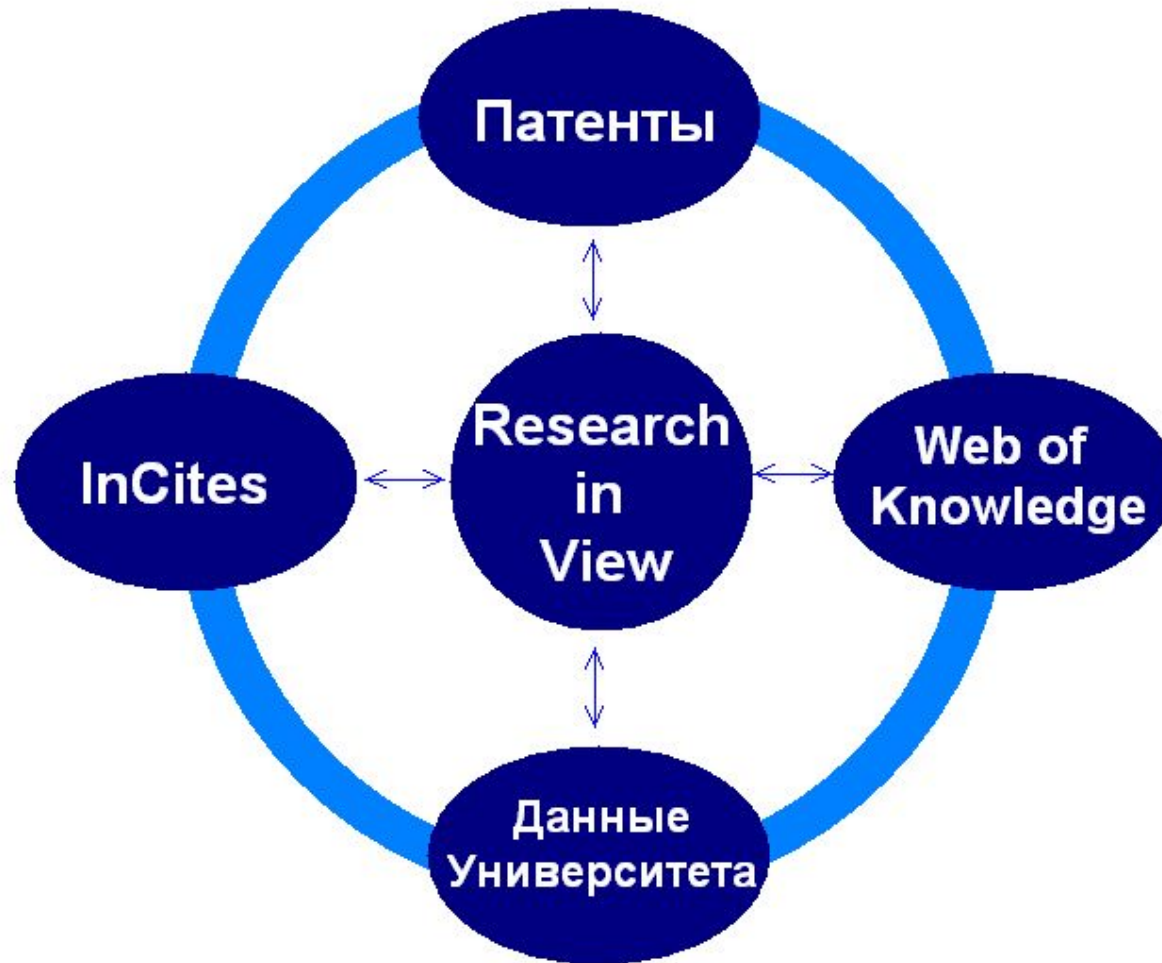 Патенты
InCites
Research
in
View
Web of
Knowledge
Данные
Университета